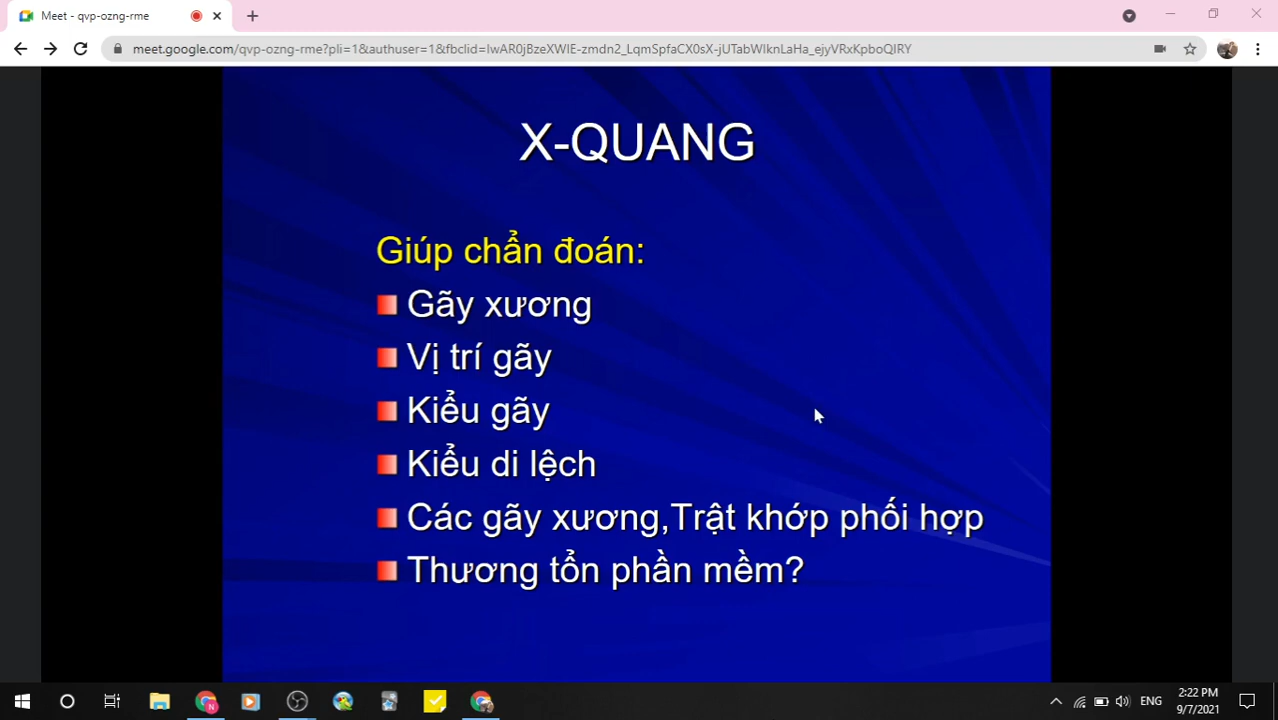 Meet - qvp-ozng-rme
meet.google.com/qvp-ozng-rme?pli=1&authuser=1&fbclid=IwAR0jBzeXWIE-zmdn2_LqmSpfaCX0sX-jUTabWIknLaHa_ejyVRxKpboQIRY
X-QUANG
Giúp chẩn đoán:
Gãy xương
Vị trí gãy
Kiểu gãy
Kiểu di lệch
Các gãy xương,Trật khớp phối hợp
Thương tổn phần mềm?
N
ENG
2:22 PM
9/7/2021